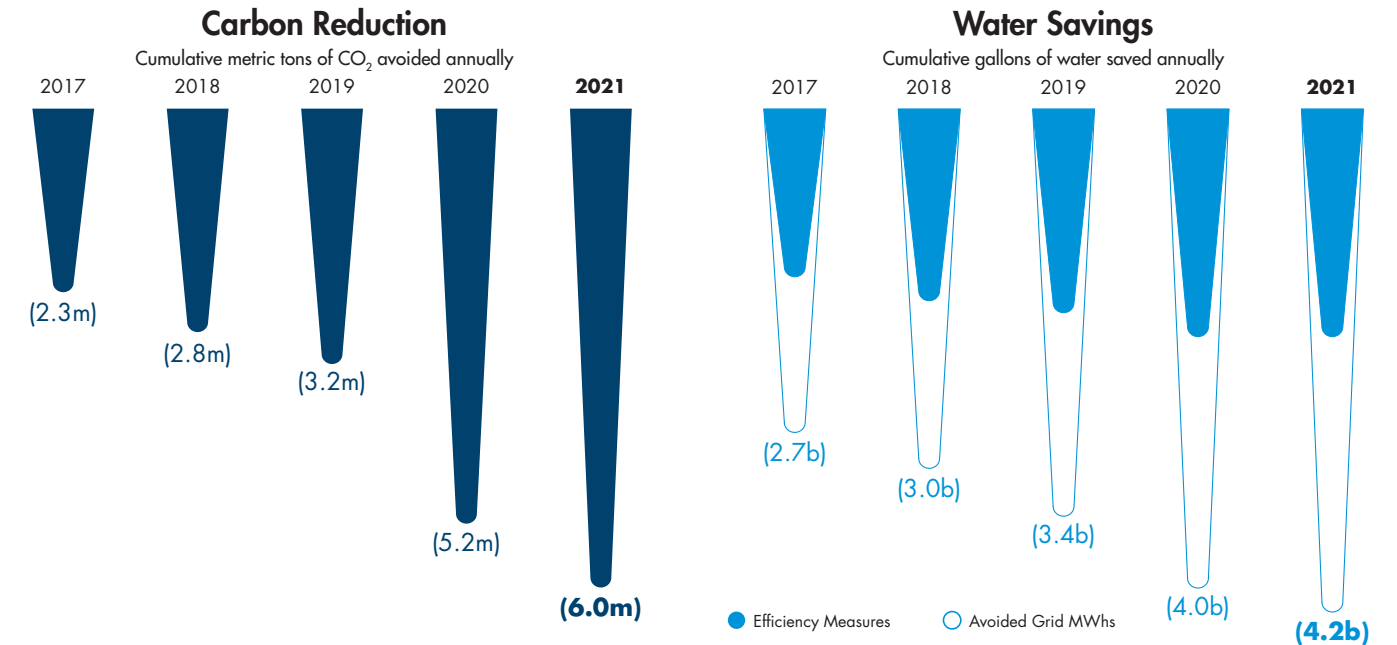 Carbon Reduction
Cumulative metric tons of CO2 avoided annually
2017 2018 2019 2020 2021
(2.3m)
(2.8m)
(3.2m)
(5.2m)
(6.0m)
Water Savings
Cumulative gallons of water saved annually
2017 2018 2019 2020 2021
(2.7b)
(3.0b)
(3.4b)
(4.0b)
(4.2b)
Efficiency Measures Avoided Grid MWhs